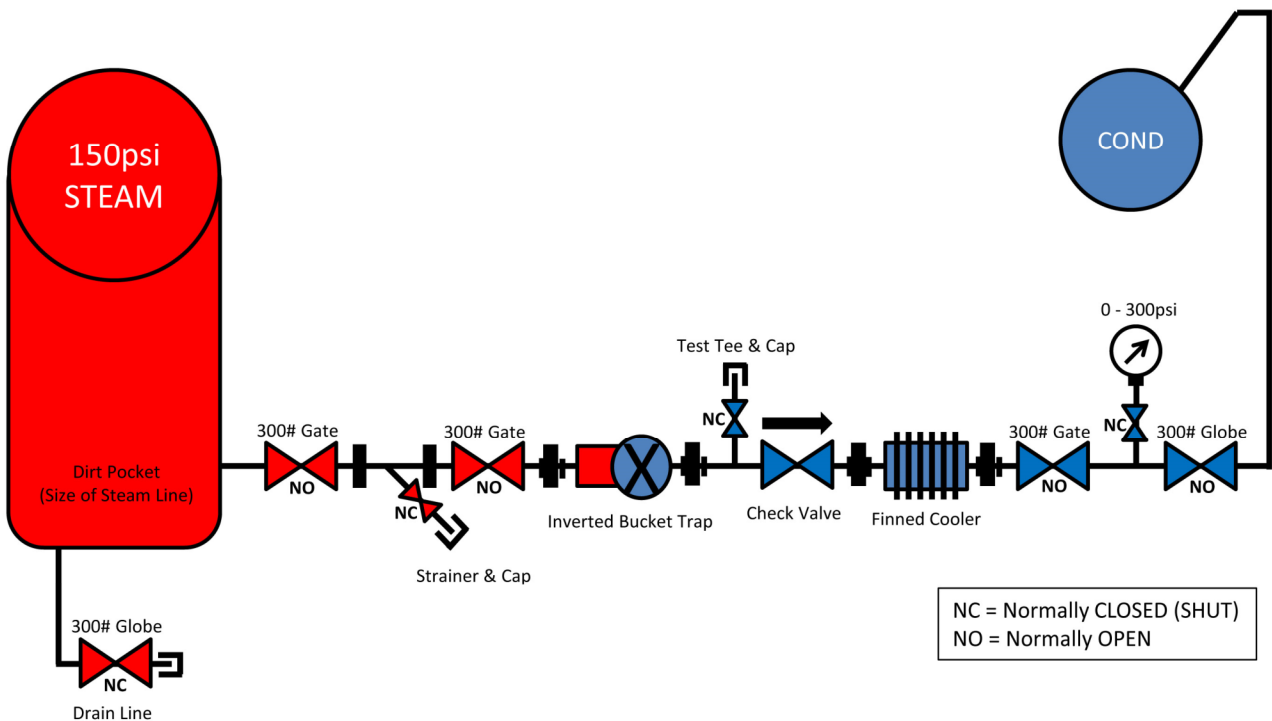 150psi
STEAM
COND
0 - 300psi
Test Tee & Cap
NC
NC
300# Gate
300# Gate
300# Gate
300# Globe
Dirt Pocket
(Size of Steam Line)
NO
NO
NO
NO
NC
Inverted Bucket Trap
Check Valve
Finned Cooler
Strainer & Cap
NC = Normally CLOSED (SHUT)
NO = Normally OPEN
300# Globe
NC
Drain Line